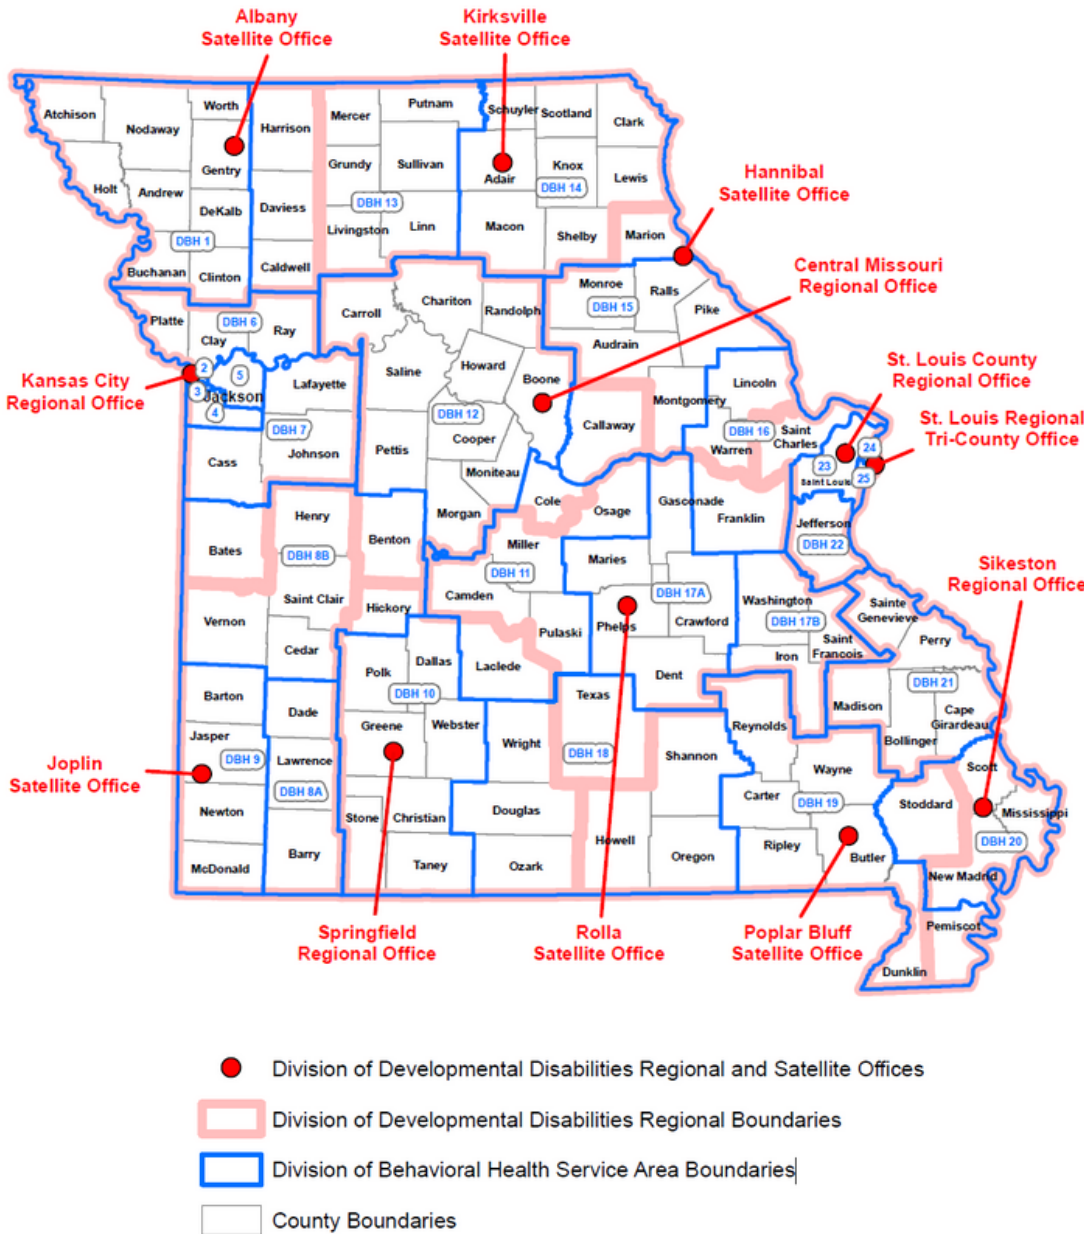 Albany
Satellite Office
Kirksville
Satellite Office
Atchison
Nodaway
Worth
Harrison
Mercer
Putnam
Schuyler
Scotland
Clark
Gentry
Holt
Andrew
DeKalb
Daviess
Grundy
Sullivan
Adair
Knox
Lewis
DBH 14
DBH 13
Livingston
Linn
Macon
Shelby
Marion
Hannibal
Satellite Office
DBH 1
Buchanan
Clinton
Caldwell
Central Missouri
Regional Office
Platte
Clay
DBH 6
Ray
Carroll
Chariton
Randolph
Monroe
DBH 15
Ralls
Pike
Audrain
Kansas City
Regional Office
2
5
3
4
Jackson
Lafayette
Saline
Howard
Boone
DBH 12
Cooper
Callaway
Montgomery
Lincoln
DBH 16
Warren
Saint
Charles
St. Louis County
Regional Office
St. Louis Regional
Tri-County Office
24
23
25
Saint Louis
Cass
DBH 7
Johnson
Pettis
Moniteau
Morgan
Cole
Osage
Gasconade
Franklin
Jefferson
DBH 22
Bates
Henry
DBH 8B
Benton
Miller
DBH 11
Camden
Maries
Sikeston
Regional Office
Vernon
Saint Clair
Hickory
Cedar
Pulaski
Phelps
DBH 17A
Crawford
Washington
DBH 17B
Saint
Francois
Iron
Sainte
Genevieve
Perry
Barton
Dade
Polk
Dallas
DBH 10
Laclede
Dent
Texas
Reynolds
Madison
DBH 21
Cape
Girardeau
Bollinger
Jasper
DBH 9
Lawrence
DBH 8A
Greene
Webster
Wright
DBH 18
Shannon
Wayne
Carter
DBH 19
Scott
Stoddard
Mississippi
DBH 20
Joplin
Satellite Office
Newton
McDonald
Barry
Stone
Christian
Taney
Douglas
Ozark
Howell
Oregon
Ripley
Butler
New Madrid
Pemiscot
Dunklin
Springfield
Regional Office
Rolla
Satellite Office
Poplar Bluff
Satellite Office
Division of Developmental Disabilities Regional and Satellite Offices
Division of Developmental Disabilities Regional Boundaries
Division of Behavioral Health Service Area Boundaries
County Boundaries